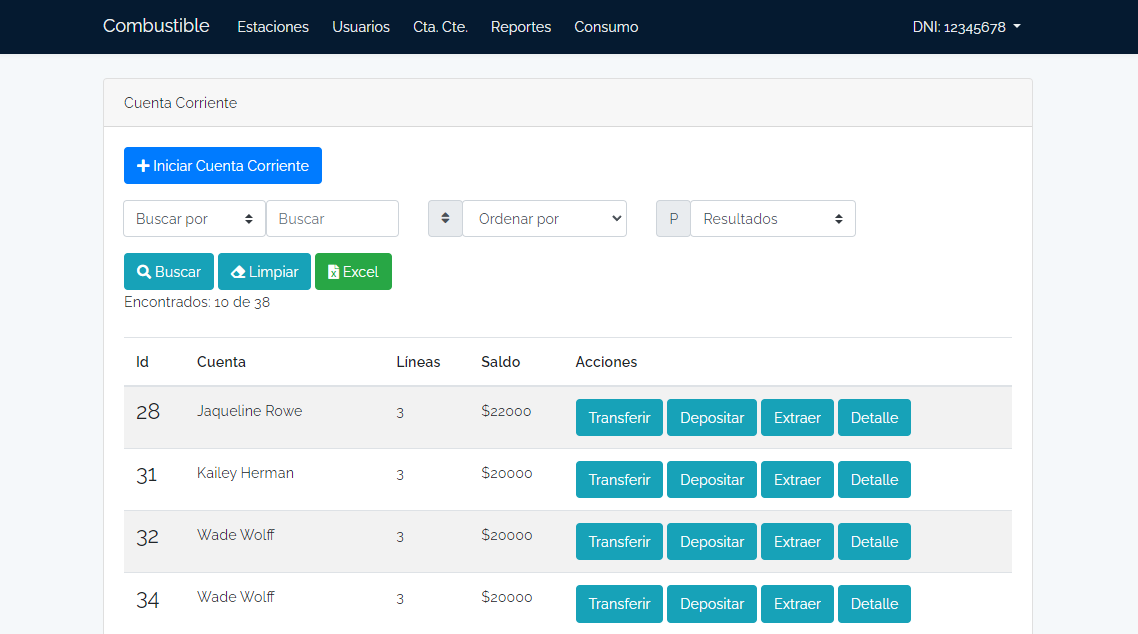 Combustible Estaciones Usuarios Cta. Cte. Reportes Consumo DNI: 12345678
Cuenta Corriente
Iniciar Cuenta Corriente
Buscar por Buscar Ordenar por P Resultados
Buscar Limpiar Excel
Encontrados: 10 de 38
Id Cuenta Líneas Saldo Acciones
28 Jaqueline Rowe 3 $22000 Transferir Depositar Extraer Detalle
31 Kailey Herman 3 $20000 Transferir Depositar Extraer Detalle
32 Wade Wolff 3 $20000 Transferir Depositar Extraer Detalle
34 Wade Wolff 3 $20000 Transferir Depositar Extraer Detalle